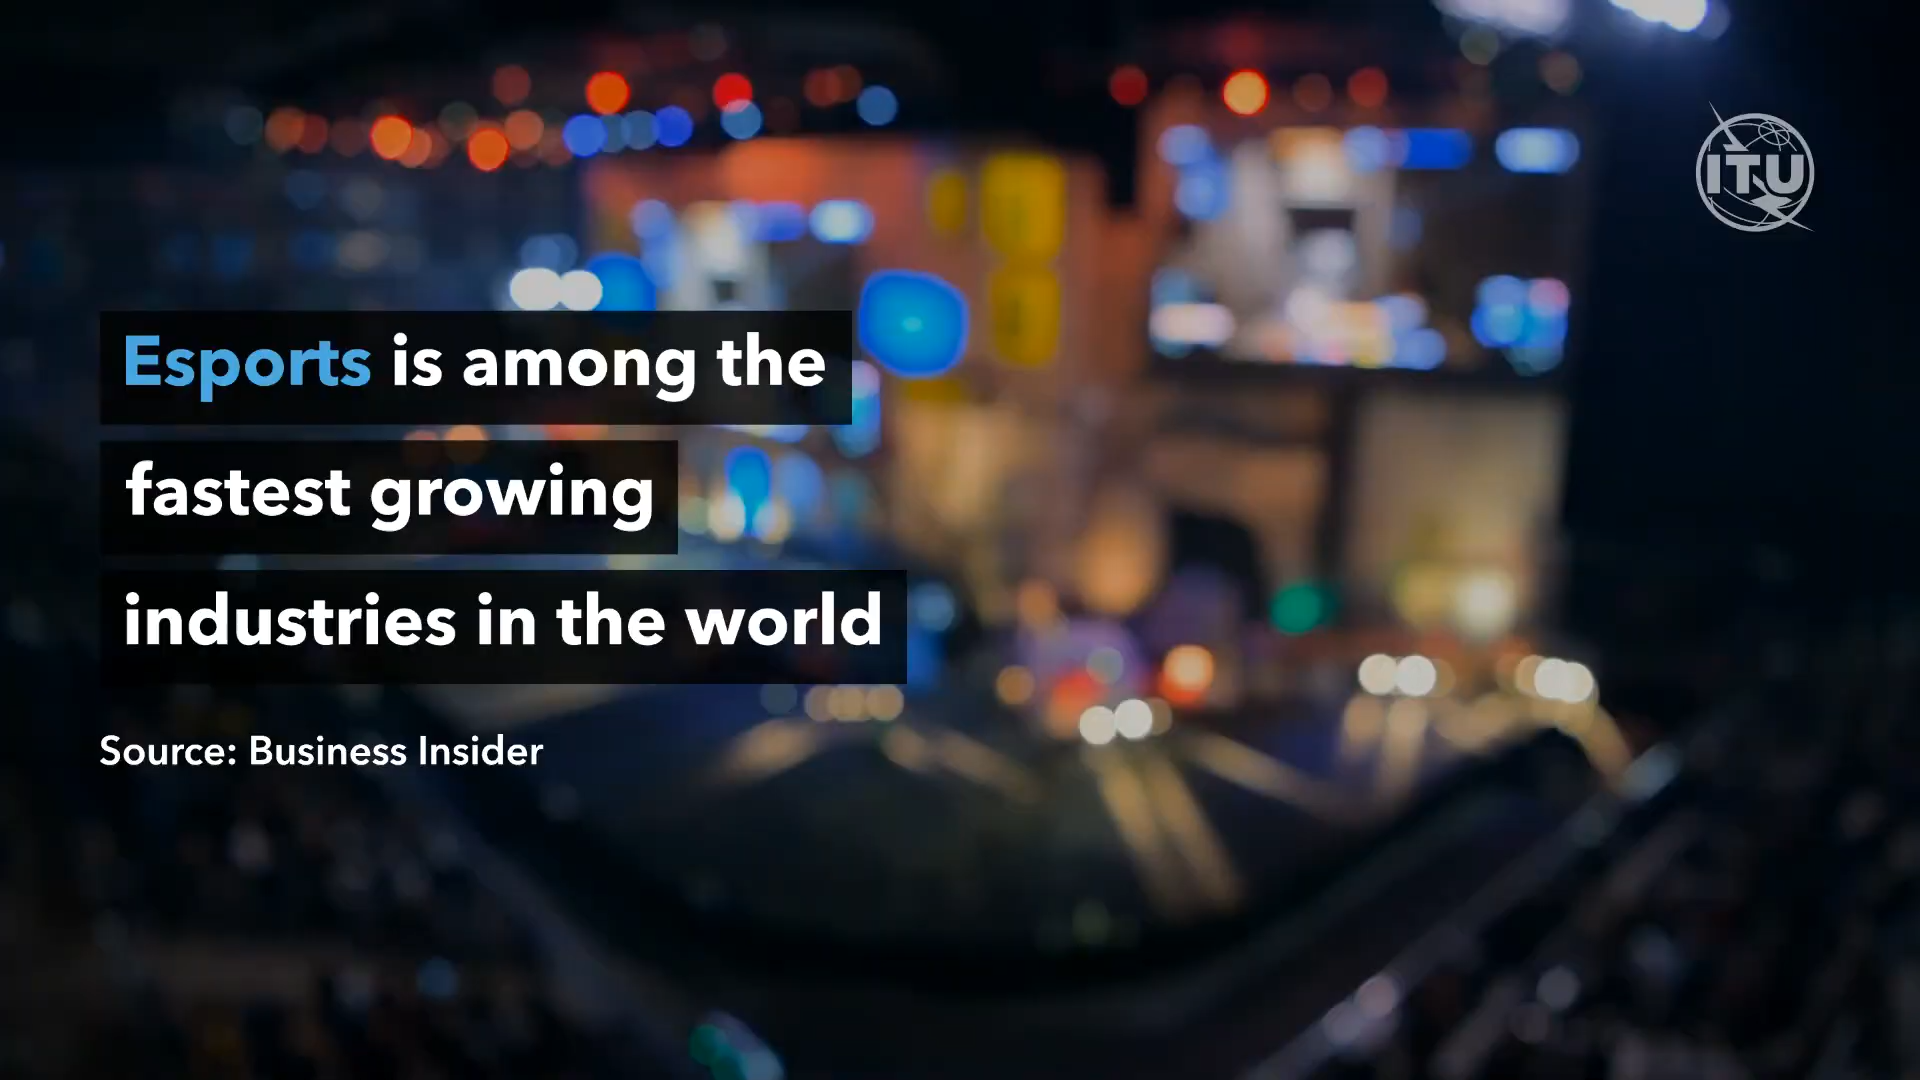 ITU
Esports is among the
fastest growing
industries in the world
Source: Business Insider